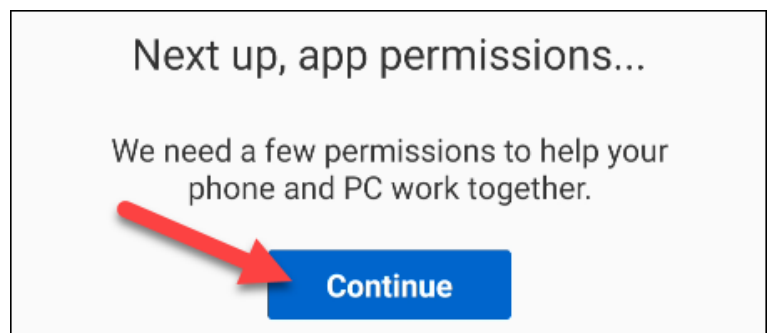 Next up, app permissions...
We need a few permissions to help your
phone and PC work together.
Continue